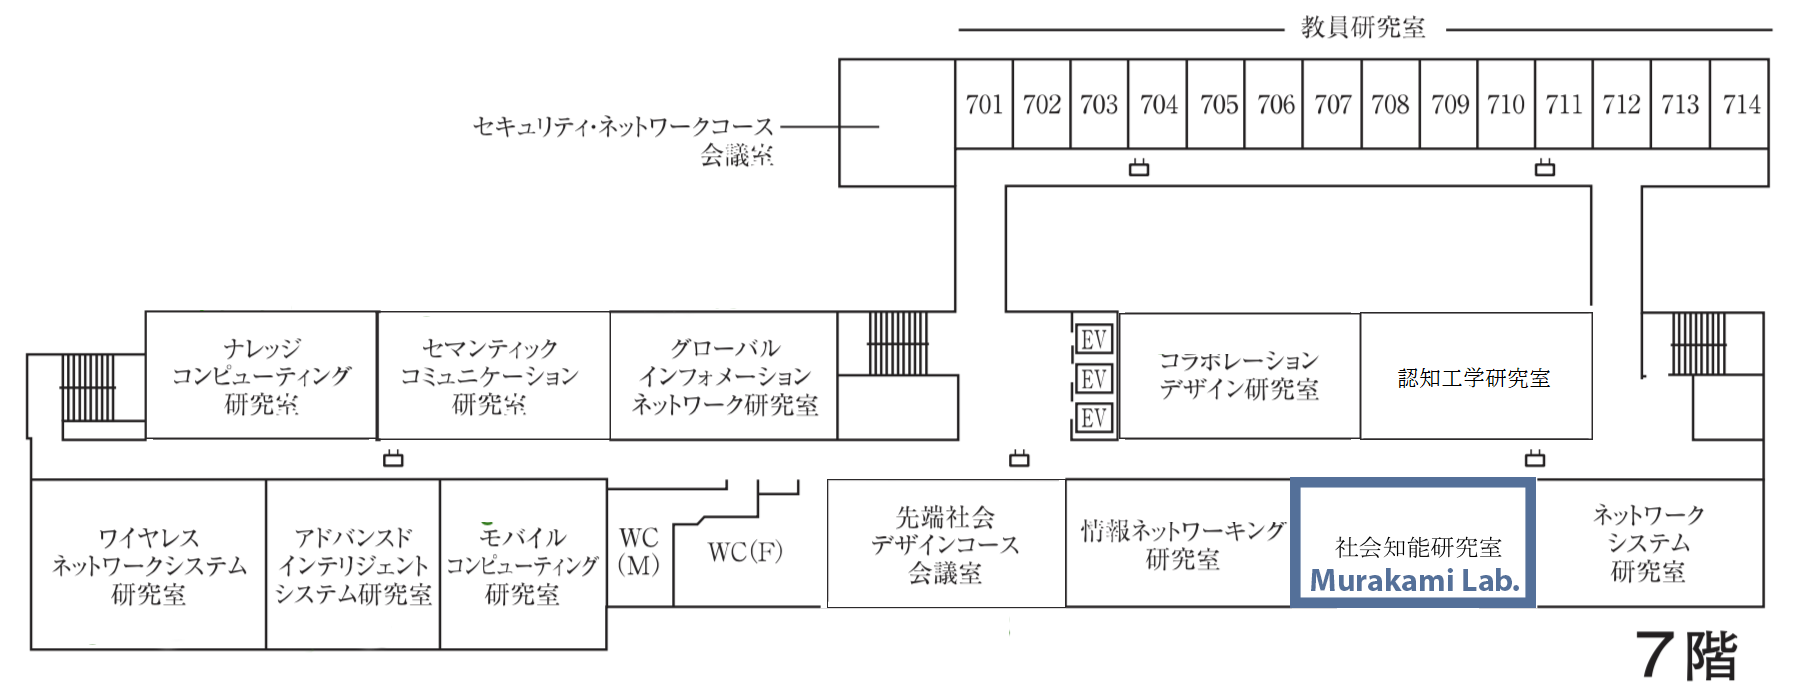 教員研究室
701 702 703 704 705 706 707 708 709 710 711 712 713 714
セキュリティ・ネットワークコース
会議室
ナレッジ
コンピューティング
研究室
セマンティック
コミュニケーション
研究室
グローバル
インフォメーション
ネットワーク研究室
EV
EV
EV
コラボレーション
デザイン研究室
認知工学研究室
ワイヤレス
ネットワークシステム
研究室
アドバンスド
インテリジェント
システム研究室
モバイル
コンピューティング
研究室
WC
(M)
WC(F)
先端社会
デザインコース
会議室
情報ネットワーキング
研究室
社会知能研究室
Murakami Lab.
ネットワーク
システム
研究室
7階